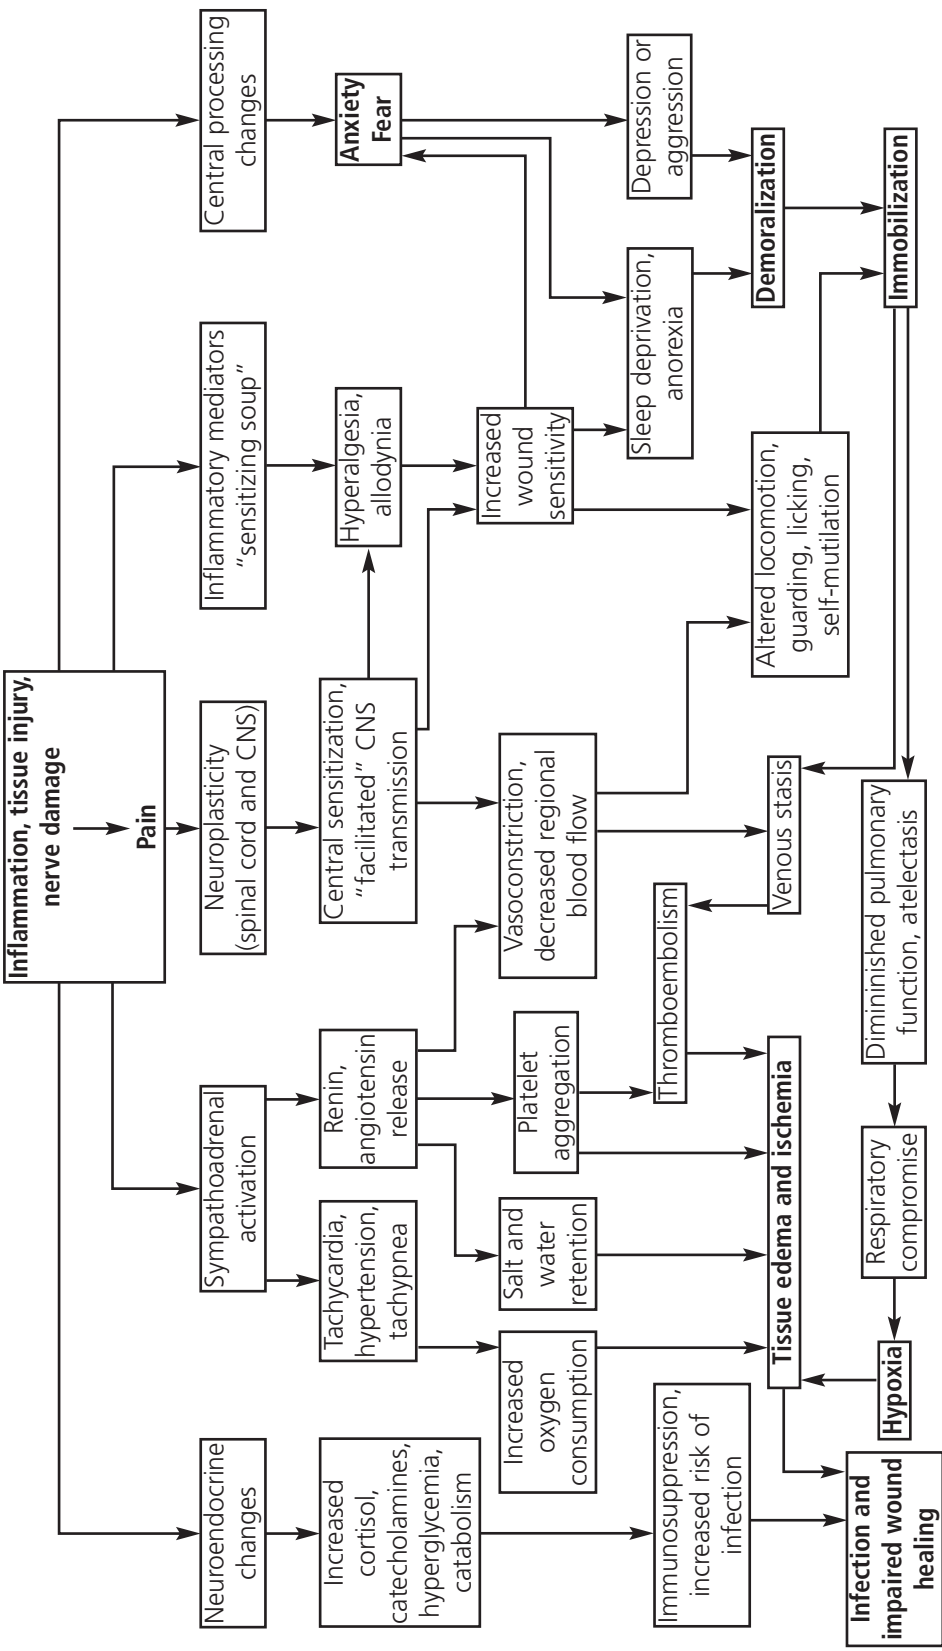 Inflammation, tissue injury,
nerve damage
Pain
Neuroendocrine
changes
Sympathoadrenal
activation
Neuroplasticity
(spinal cord and CNS)
Inflammatory mediators
"sensitizing soup"
Central processing
changes
Increased
cortisol,
catecholamines,
hyperglycemia,
catabolism
Tachycardia,
hypertension,
tachypnea
Renin,
angiotensin
release
Central sensitization,
"facilitated" CNS
transmission
Hyperalgesia,
allodynia
Anxiety
Fear
Increased
oxygen
consumption
Salt and
water
retention
Platelet
aggregation
Vasoconstriction,
decreased regional
blood flow
Increased
wound
sensitivity
Immunosuppression,
increased risk of
infection
Thromboembolism
Sleep deprivation,
anorexia
Depression or
aggression
Tissue edema and ischemia
Venous stasis
Altered locomotion,
guarding, licking,
self-mutilation
Demoralization
Infection and
impaired wound
healing
Hypoxia
Respiratory
compromise
Dimininished pulmonary
function, atelectasis
Immobilization